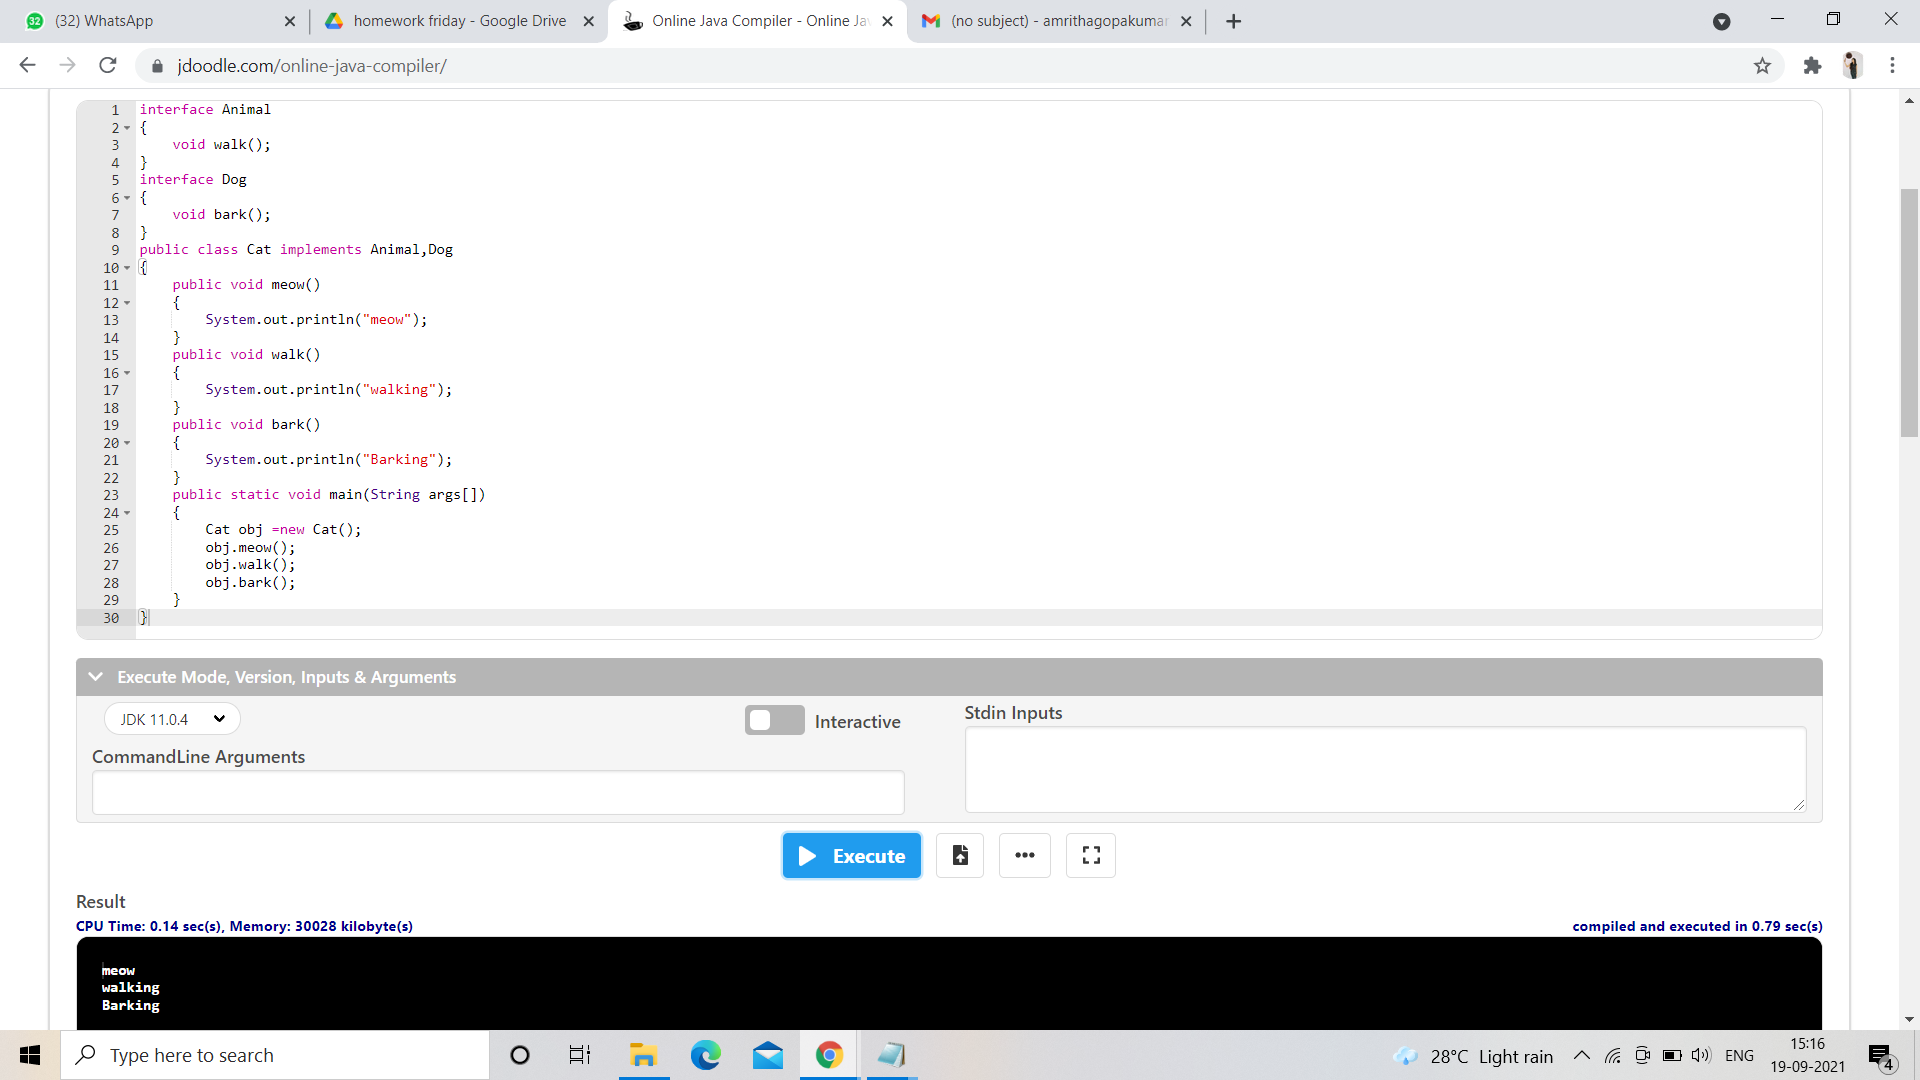 32
(32) WhatsApp
homework friday - Google Drive
Online Java Compiler - Online Ja
(no subject) - amrithagopakumar
jdoodle.com/online-java-compiler/
1 interface Animal
2 {
3     void walk();
4 }
5 interface Dog
6 {
7     void bark();
8 }
9 public class Cat implements Animal,Dog
10 {
11     public void meow()
12     {
13         System.out.println("meow");
14     }
15     public void walk()
16     {
17         System.out.println("walking");
18     }
19     public void bark()
20     {
21         System.out.println("Barking");
22     }
23     public static void main(String args[])
24     {
25         Cat obj =new Cat();
26         obj.meow();
27         obj.walk();
28         obj.bark();
29     }
30 }
Execute Mode, Version, Inputs & Arguments
JDK 11.0.4
Interactive
Stdin Inputs
CommandLine Arguments
Execute
Result
CPU Time: 0.14 sec(s), Memory: 30028 kilobyte(s)
compiled and executed in 0.79 sec(s)
meow
walking
Barking
Type here to search
28°C Light rain
ENG
15:16
19-09-2021
4